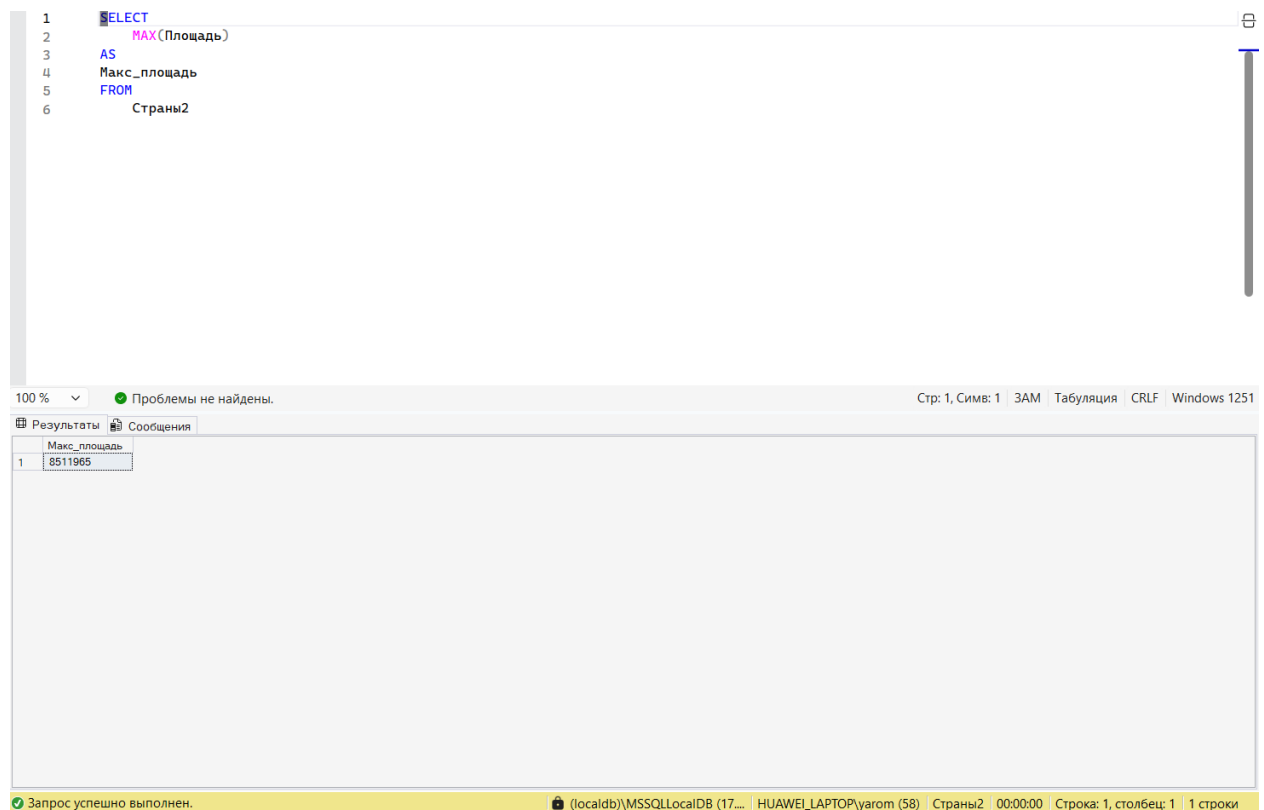 1 SELECT
2 MAX(Площадь)
3 AS
4 Макс_площадь
5 FROM
6 Страны2
100 % Проблемы не найдены. Стр: 1, Симв: 1 ЗАМ Табуляция CRLF Windows 1251
Результаты Сообщения
Макс_площадь
1 8511965
Запрос успешно выполнен. (localdb)\MSSQLLocalDB (17.... HUAWEI_LAPTOP\yarom (58) Страны2 00:00:00 Строка: 1, столбец: 1 1 строки